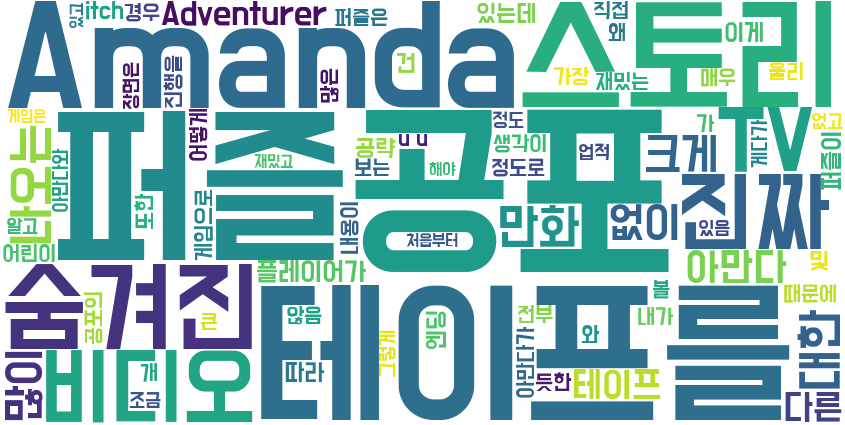 있고
itch
경우
Adventurer
퍼즐은
있는데
직접
왜
이게
Amanda
스토리
장면은
진행을
많은
건
가장
재밌는
매우
울리
게임은
구와
어떻게
퍼즐
공포
u u
정도
가
TV
없고
게다가
퍼즐이
아만다와
재밌고
공략
생각이
업적
크게
보는
해야
정도로
또한
알고
어린이
게임으로
내용이
처음부터
만화
없이
진짜
있음
숨겨진
플레이어가
아만다
및
때문에
공포의
큰
않음
엔딩
전부
볼
내가
테이프를
와
대한
많이
비디오
개
조금
따라
그렇게
아만다가
듯한
테이프
다른